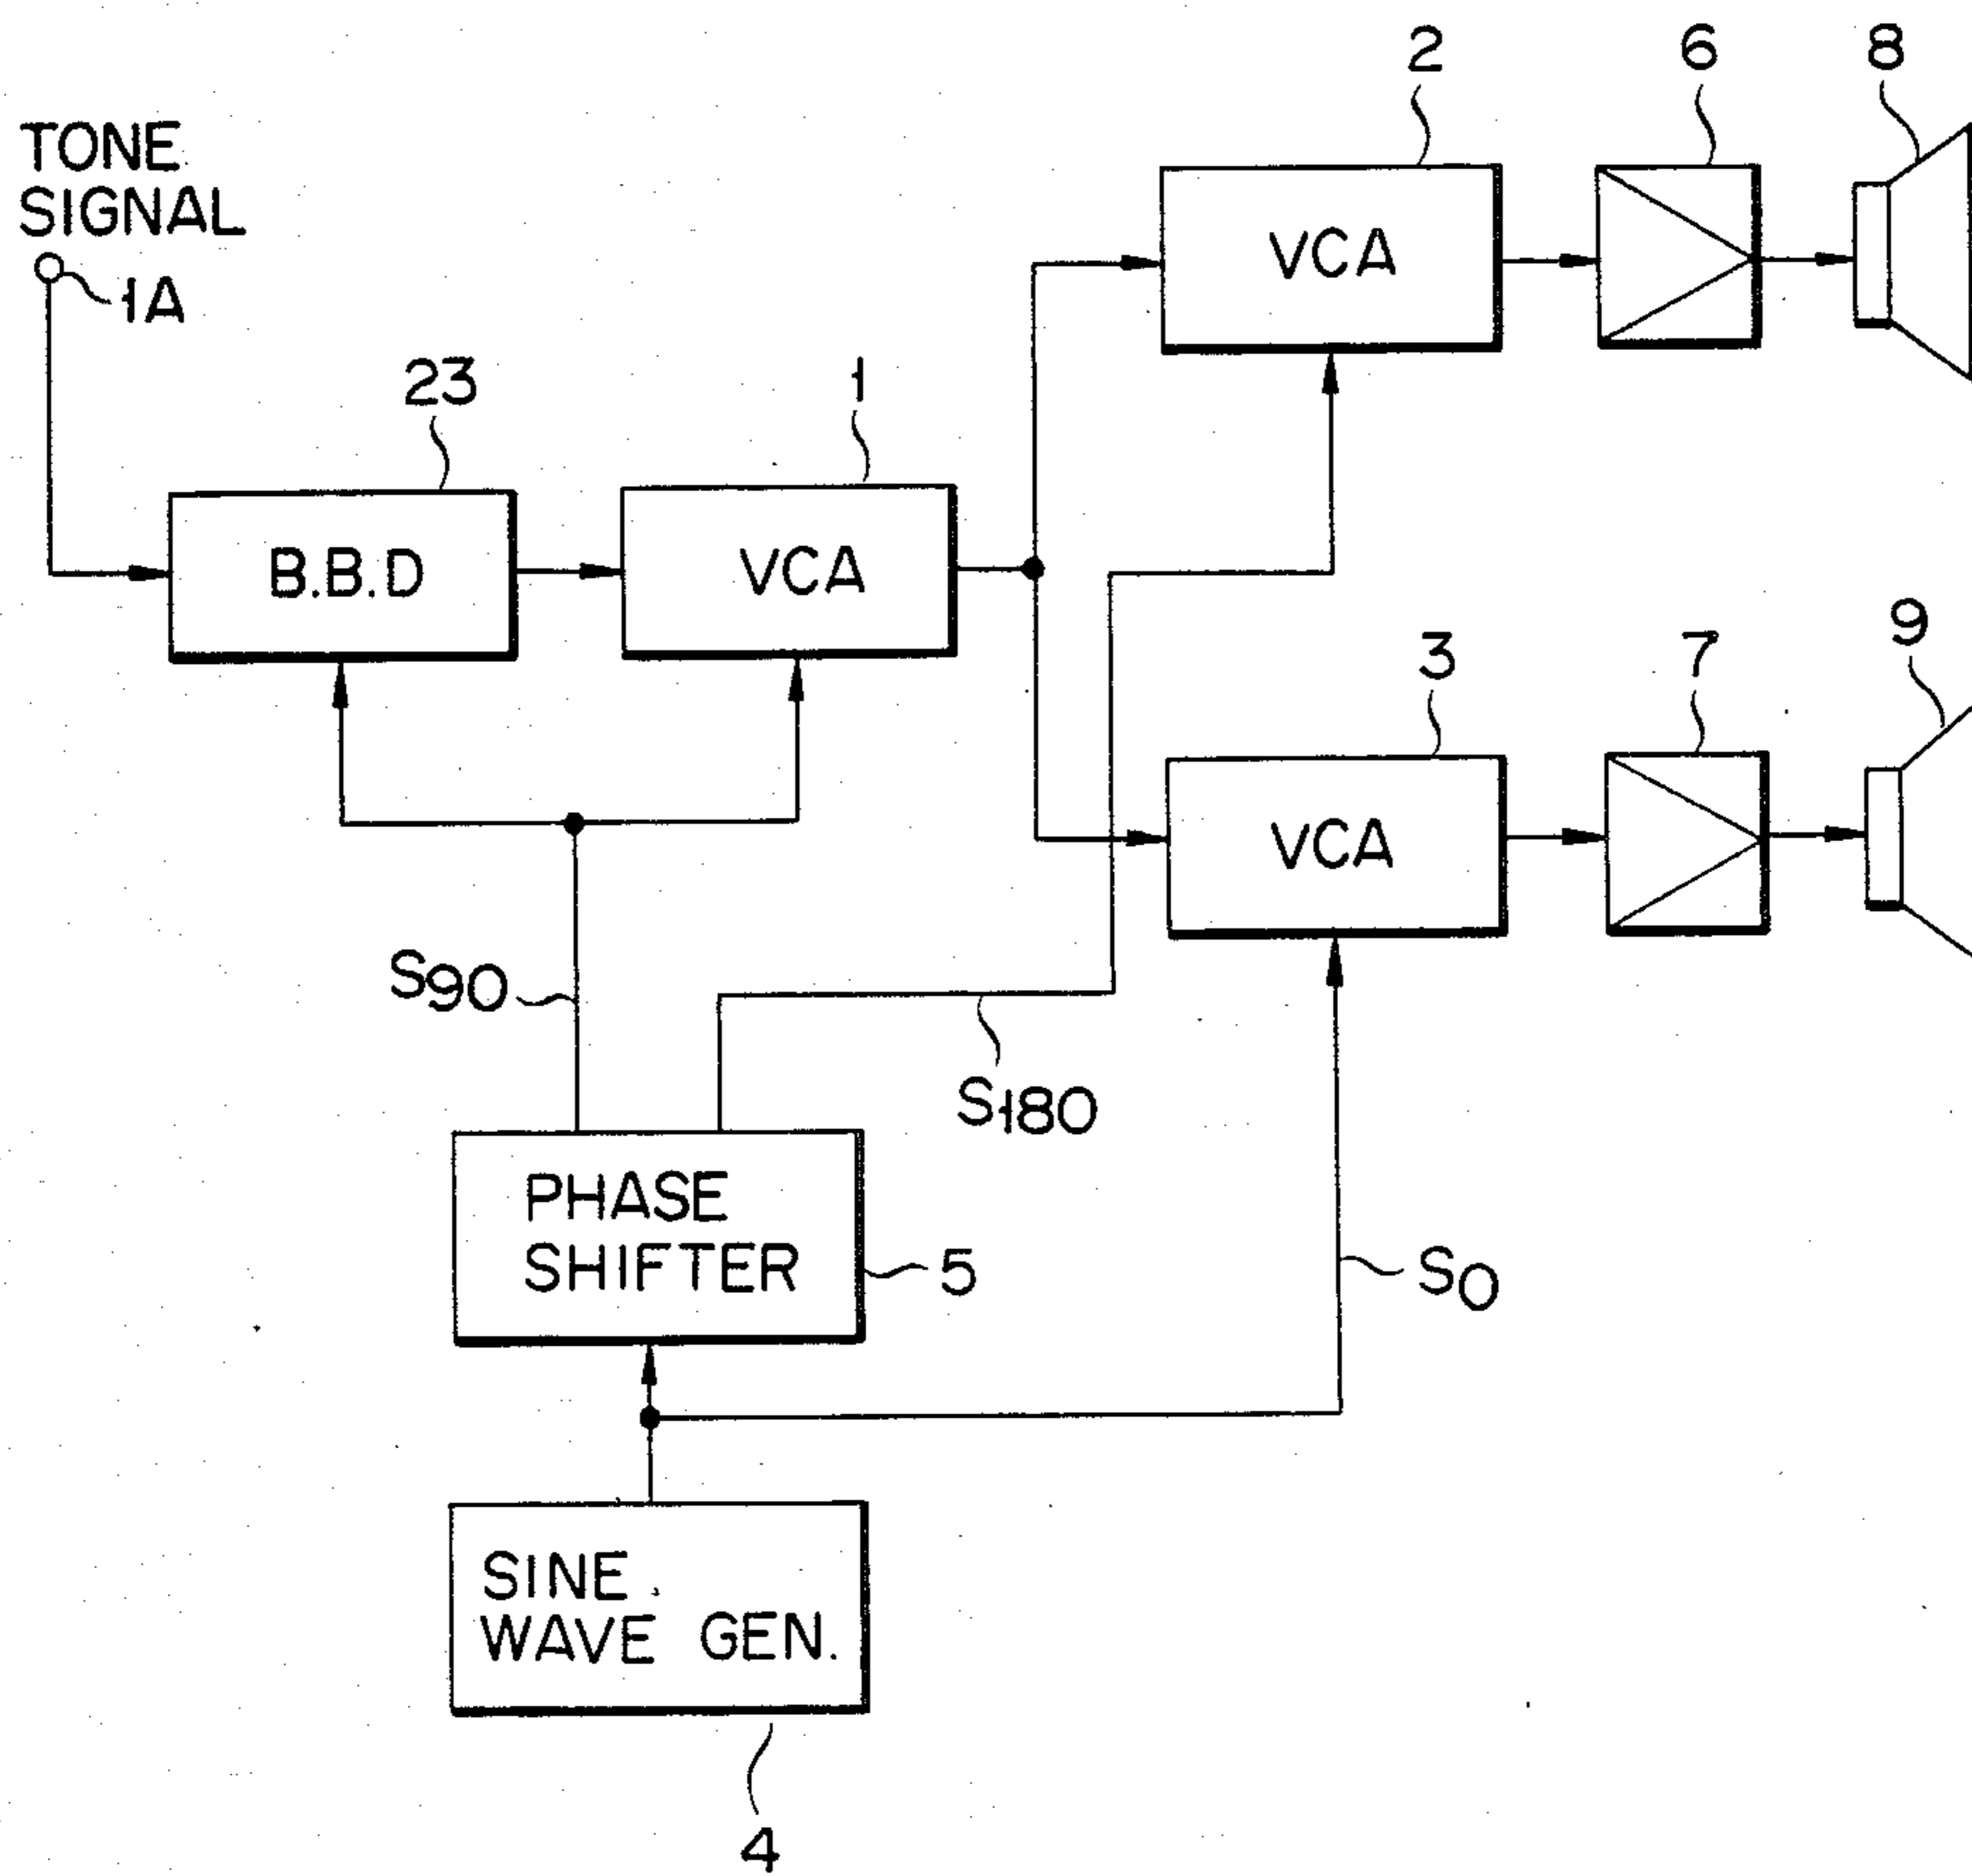 TONE
SIGNAL
1A
23
B.B.D
1
VCA
2
VCA
6
8
3
VCA
7
9
S90
S180
PHASE
SHIFTER
5
S0
SINE
WAVE GEN.
4